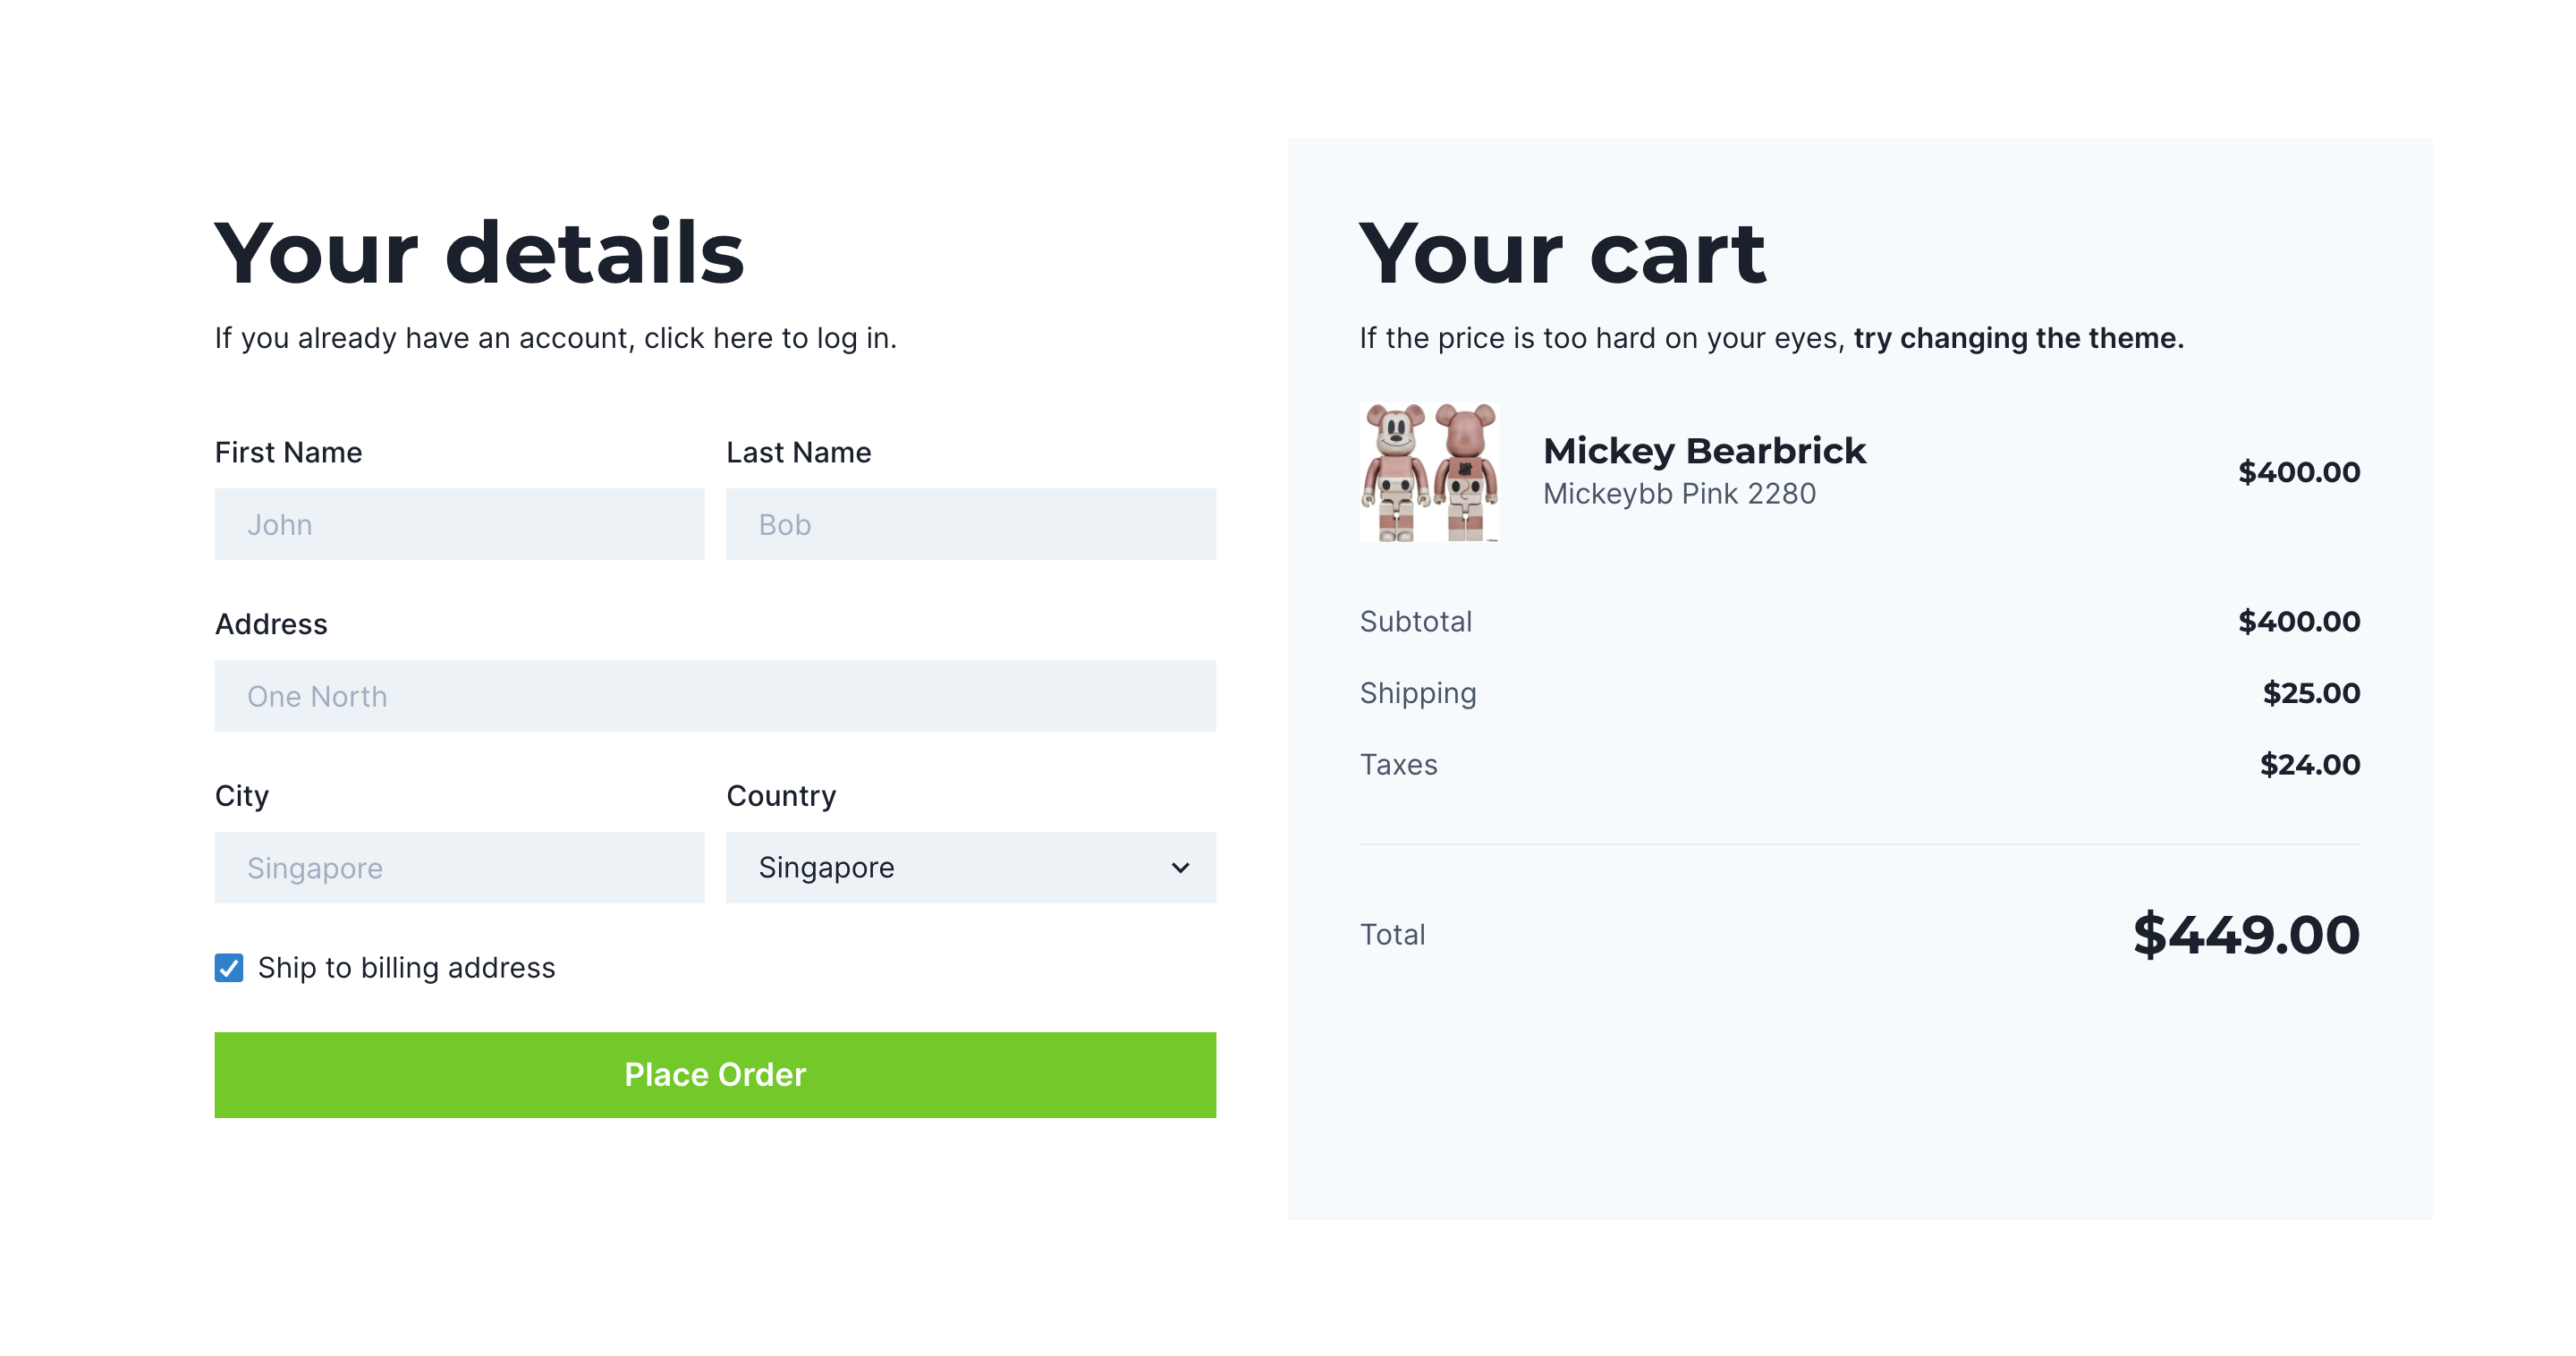 Your details
If you already have an account, click here to log in.
First Name
Last Name
John
Bob
Address
One North
City
Country
Singapore
Singapore
Ship to billing address
Place Order
Your cart
If the price is too hard on your eyes, try changing the theme.
Mickey Bearbrick
Mickeybb Pink 2280
$400.00
Subtotal
$400.00
Shipping
$25.00
Taxes
$24.00
Total
$449.00